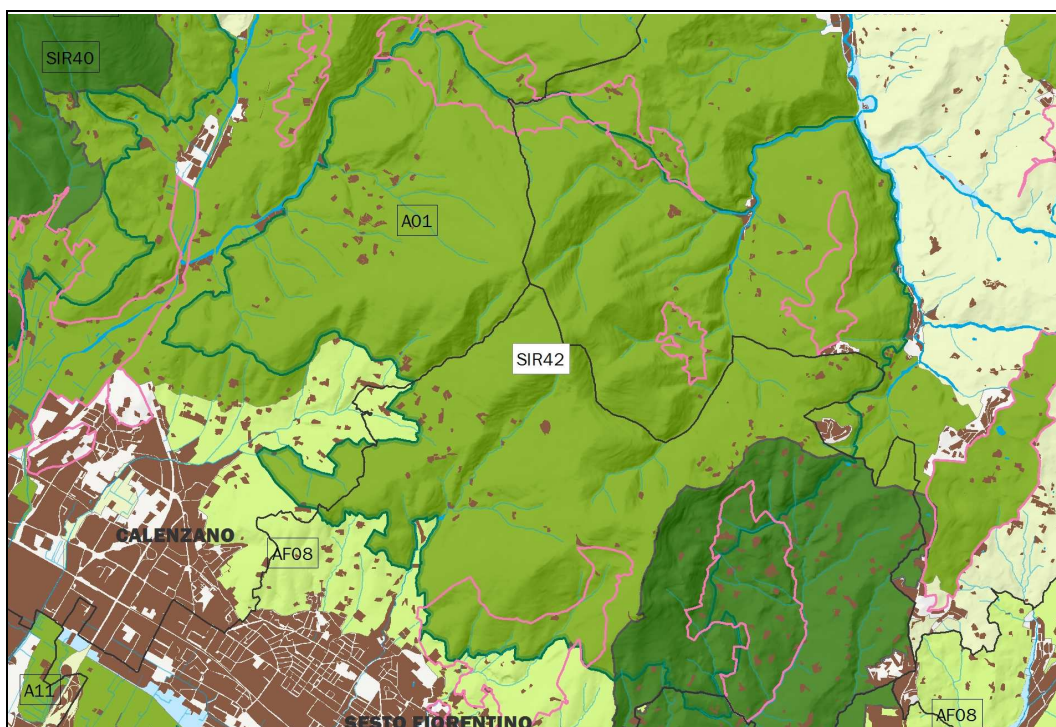 SIR40
A01
SIR42
CALENZANO
AF08
A11
AF08
SESTO FIORENTINO